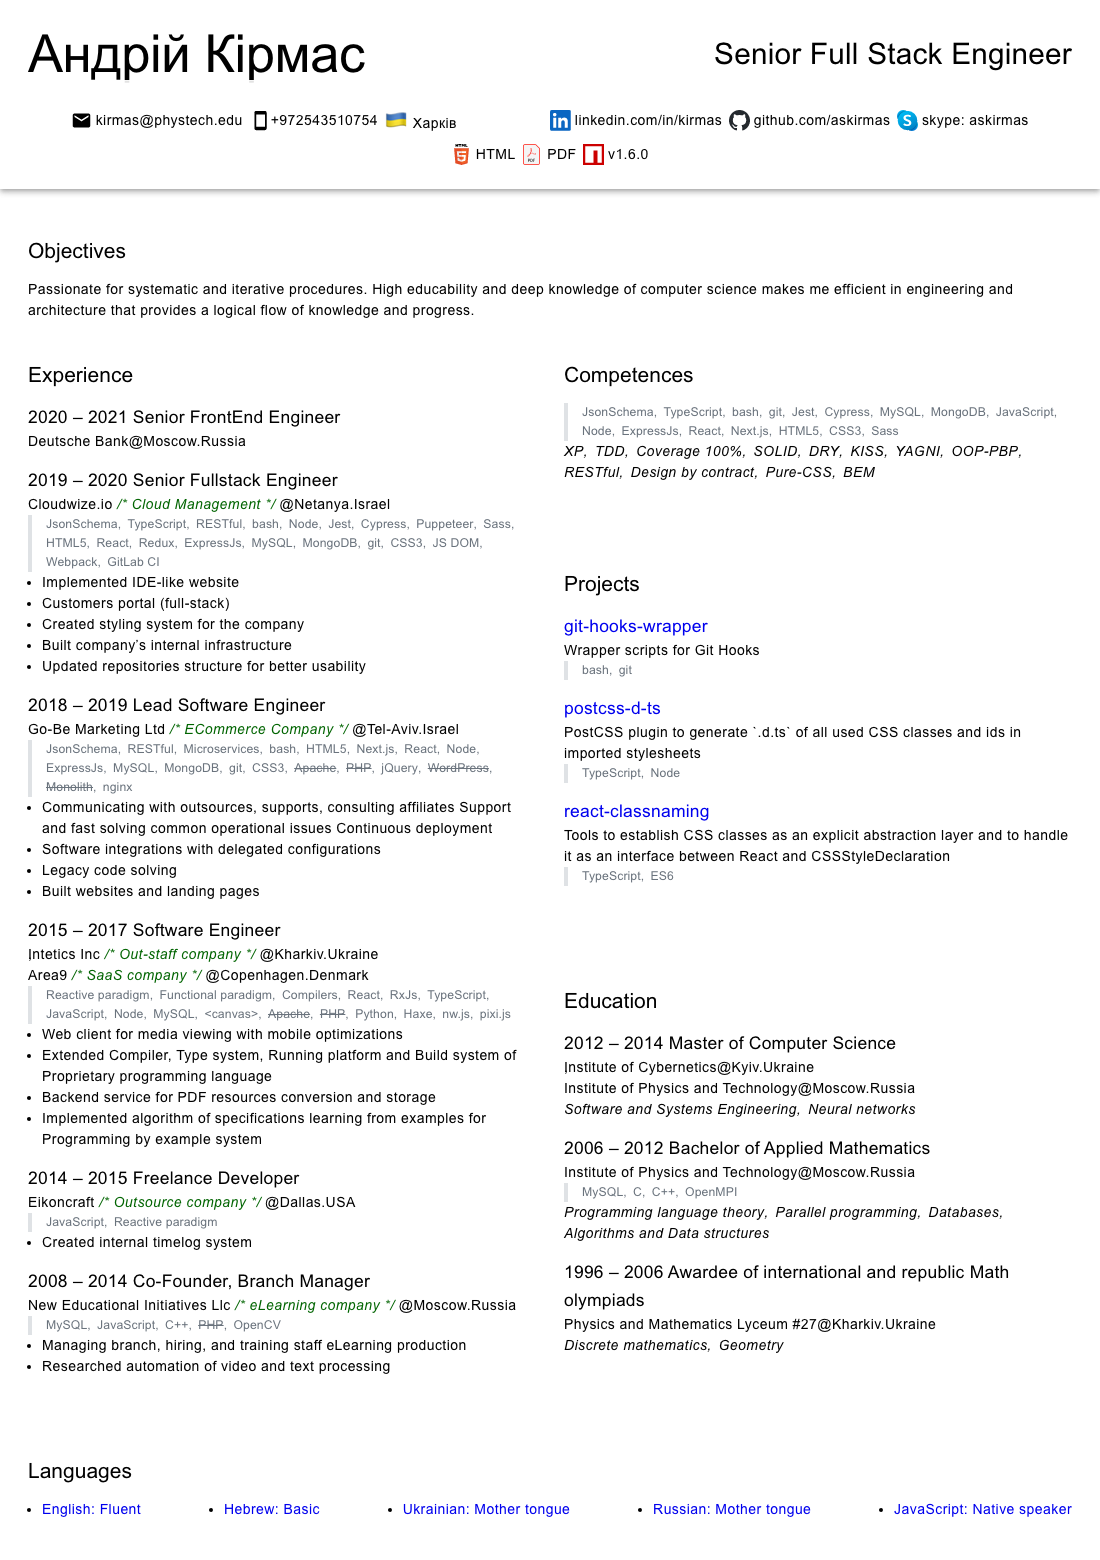 Андрій Кірмас
Senior Full Stack Engineer
kirmas@phystech.edu +972543510754 Харків
linkedin.com/in/kirmas github.com/askirmas skype: askirmas
HTML PDF v1.6.0
Objectives
Passionate for systematic and iterative procedures. High educability and deep knowledge of computer science makes me efficient in engineering and
architecture that provides a logical flow of knowledge and progress.
Experience
2020 – 2021 Senior FrontEnd Engineer
Deutsche Bank@Moscow.Russia
2019 – 2020 Senior Fullstack Engineer
Cloudwize.io /* Cloud Management */ @Netanya.Israel
JsonSchema, TypeScript, RESTful, bash, Node, Jest, Cypress, Puppeteer, Sass,
HTML5, React, Redux, ExpressJs, MySQL, MongoDB, git, CSS3, JS DOM,
Webpack, GitLab CI
• Implemented IDE-like website
• Customers portal (full-stack)
• Created styling system for the company
• Built company's internal infrastructure
• Updated repositories structure for better usability
2018 – 2019 Lead Software Engineer
Go-Be Marketing Ltd /* ECommerce Company */ @Tel-Aviv.Israel
JsonSchema, RESTful, Microservices, bash, HTML5, Next.js, React, Node,
ExpressJs, MySQL, MongoDB, git, CSS3, Apache, PHP, jQuery, WordPress,
Monolith, nginx
• Communicating with outsources, supports, consulting affiliates Support
and fast solving common operational issues Continuous deployment
• Software integrations with delegated configurations
• Legacy code solving
• Built websites and landing pages
2015 – 2017 Software Engineer
Intetics Inc /* Out-staff company */ @Kharkiv.Ukraine
Area9 /* SaaS company */ @Copenhagen.Denmark
Reactive paradigm, Functional paradigm, Compilers, React, RxJs, TypeScript,
JavaScript, Node, MySQL, <canvas>, Apache, PHP, Python, Haxe, nw.js, pixi.js
• Web client for media viewing with mobile optimizations
• Extended Compiler, Type system, Running platform and Build system of
Proprietary programming language
• Backend service for PDF resources conversion and storage
• Implemented algorithm of specifications learning from examples for
Programming by example system
2014 – 2015 Freelance Developer
Eikoncraft /* Outsource company */ @Dallas.USA
JavaScript, Reactive paradigm
• Created internal timelog system
2008 – 2014 Co-Founder, Branch Manager
New Educational Initiatives Llc /* eLearning company */ @Moscow.Russia
MySQL, JavaScript, C++, PHP, OpenCV
• Managing branch, hiring, and training staff eLearning production
• Researched automation of video and text processing
Competences
JsonSchema, TypeScript, bash, git, Jest, Cypress, MySQL, MongoDB, JavaScript,
Node, ExpressJs, React, Next.js, HTML5, CSS3, Sass
XP, TDD, Coverage 100%, SOLID, DRY, KISS, YAGNI, OOP-PBP,
RESTful, Design by contract, Pure-CSS, BEM
Projects
git-hooks-wrapper
Wrapper scripts for Git Hooks
bash, git
postcss-d-ts
PostCSS plugin to generate `.d.ts` of all used CSS classes and ids in
imported stylesheets
TypeScript, Node
react-classnaming
Tools to establish CSS classes as an explicit abstraction layer and to handle
it as an interface between React and CSSStyleDeclaration
TypeScript, ES6
Education
2012 – 2014 Master of Computer Science
Institute of Cybernetics@Kyiv.Ukraine
Institute of Physics and Technology@Moscow.Russia
Software and Systems Engineering, Neural networks
2006 – 2012 Bachelor of Applied Mathematics
Institute of Physics and Technology@Moscow.Russia
MySQL, C, C++, OpenMPI
Programming language theory, Parallel programming, Databases,
Algorithms and Data structures
1996 – 2006 Awardee of international and republic Math
olympiads
Physics and Mathematics Lyceum #27@Kharkiv.Ukraine
Discrete mathematics, Geometry
Languages
• English: Fluent • Hebrew: Basic • Ukrainian: Mother tongue • Russian: Mother tongue • JavaScript: Native speaker